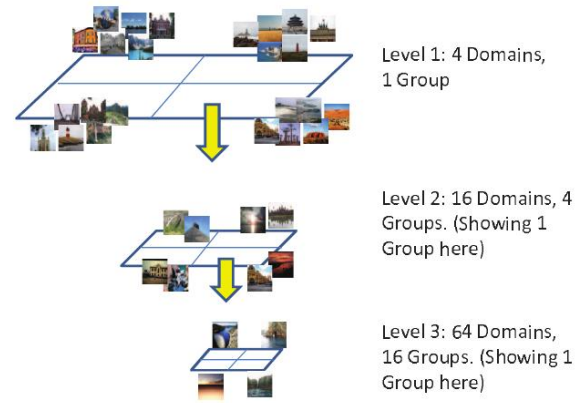 Level 1: 4 Domains,
1 Group
Level 2: 16 Domains, 4
Groups. (Showing 1
Group here)
Level 3: 64 Domains,
16 Groups. (Showing 1
Group here)